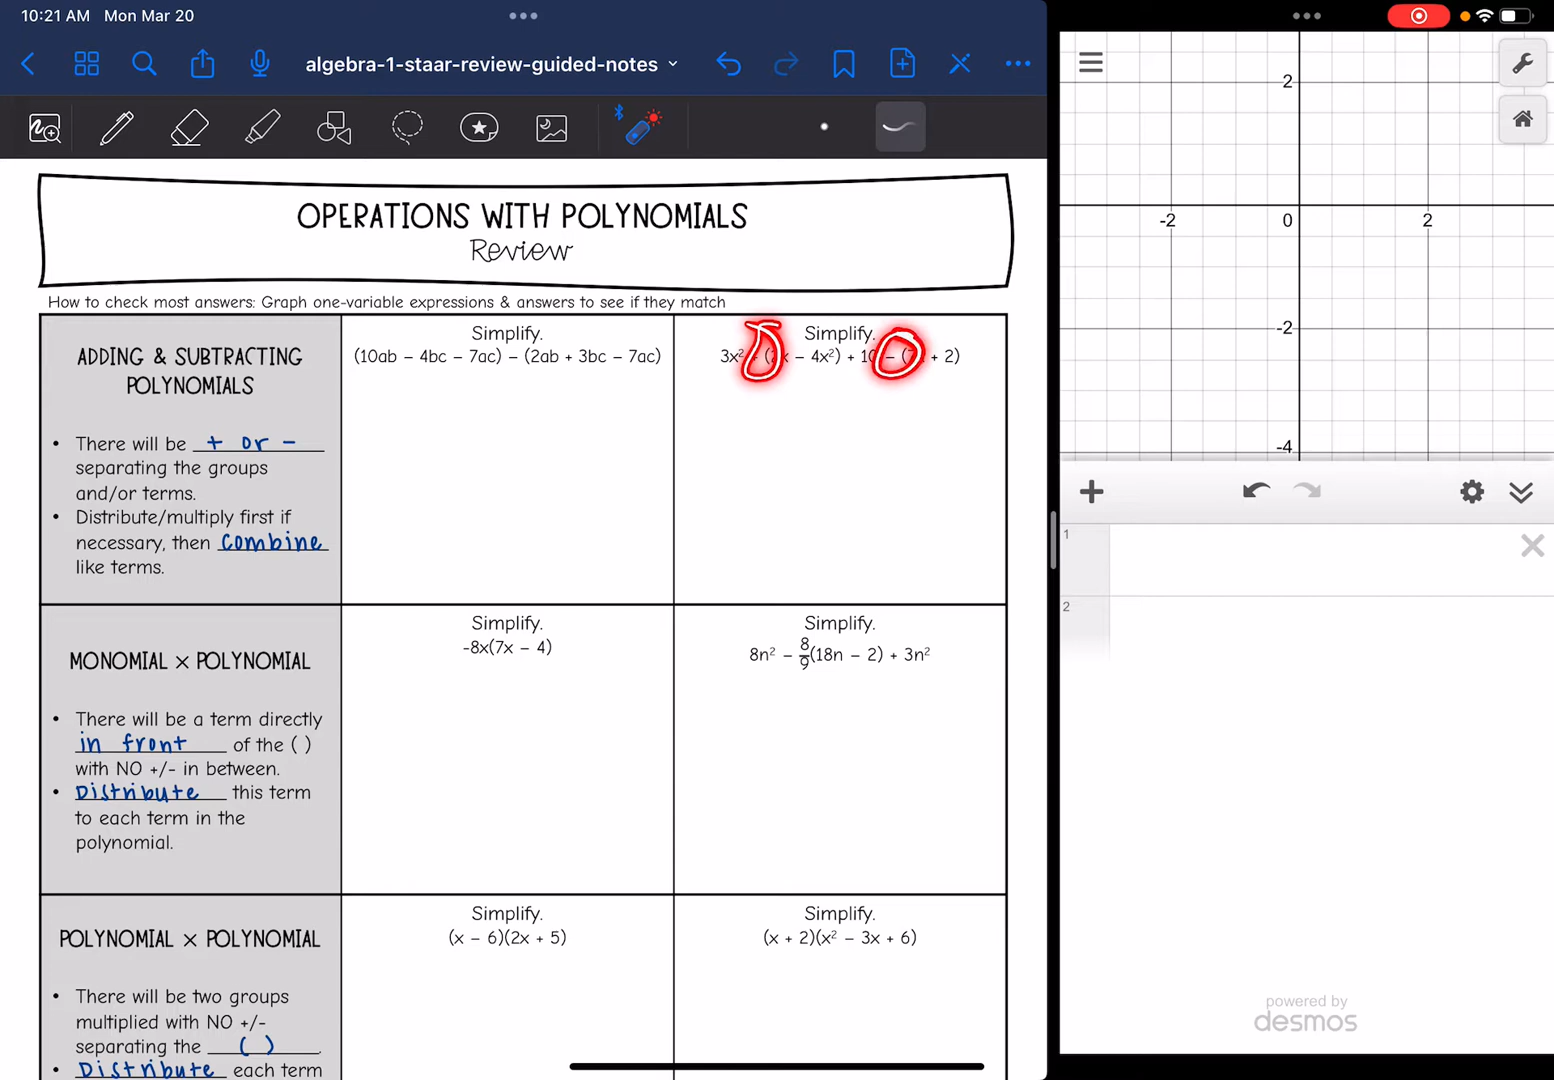 10:21 AM Mon Mar 20
algebra-1-staar-review-guided-notes
OPERATIONS WITH POLYNOMIALS
Review
How to check most answers: Graph one-variable expressions & answers to see if they match
ADDING & SUBTRACTING
POLYNOMIALS
• There will be + or -
separating the groups
and/or terms.
• Distribute/multiply first if
necessary, then combine
like terms.
Simplify.
(10ab – 4bc – 7ac) – (2ab + 3bc – 7ac)
Simplify.
3x² (2x – 4x²) + 10 – ( + 2)
MONOMIAL × POLYNOMIAL
• There will be a term directly
in front of the ( )
with NO +/- in between.
• Distribute this term
to each term in the
polynomial.
Simplify.
-8x(7x – 4)
Simplify.
8n² – 8/9(18n – 2) + 3n²
POLYNOMIAL × POLYNOMIAL
• There will be two groups
multiplied with NO +/-
separating the ( ).
• Distribute each term
Simplify.
(x – 6)(2x + 5)
Simplify.
(x + 2)(x² – 3x + 6)
2
-2 0 2
-2
-4
1
2
powered by
desmos